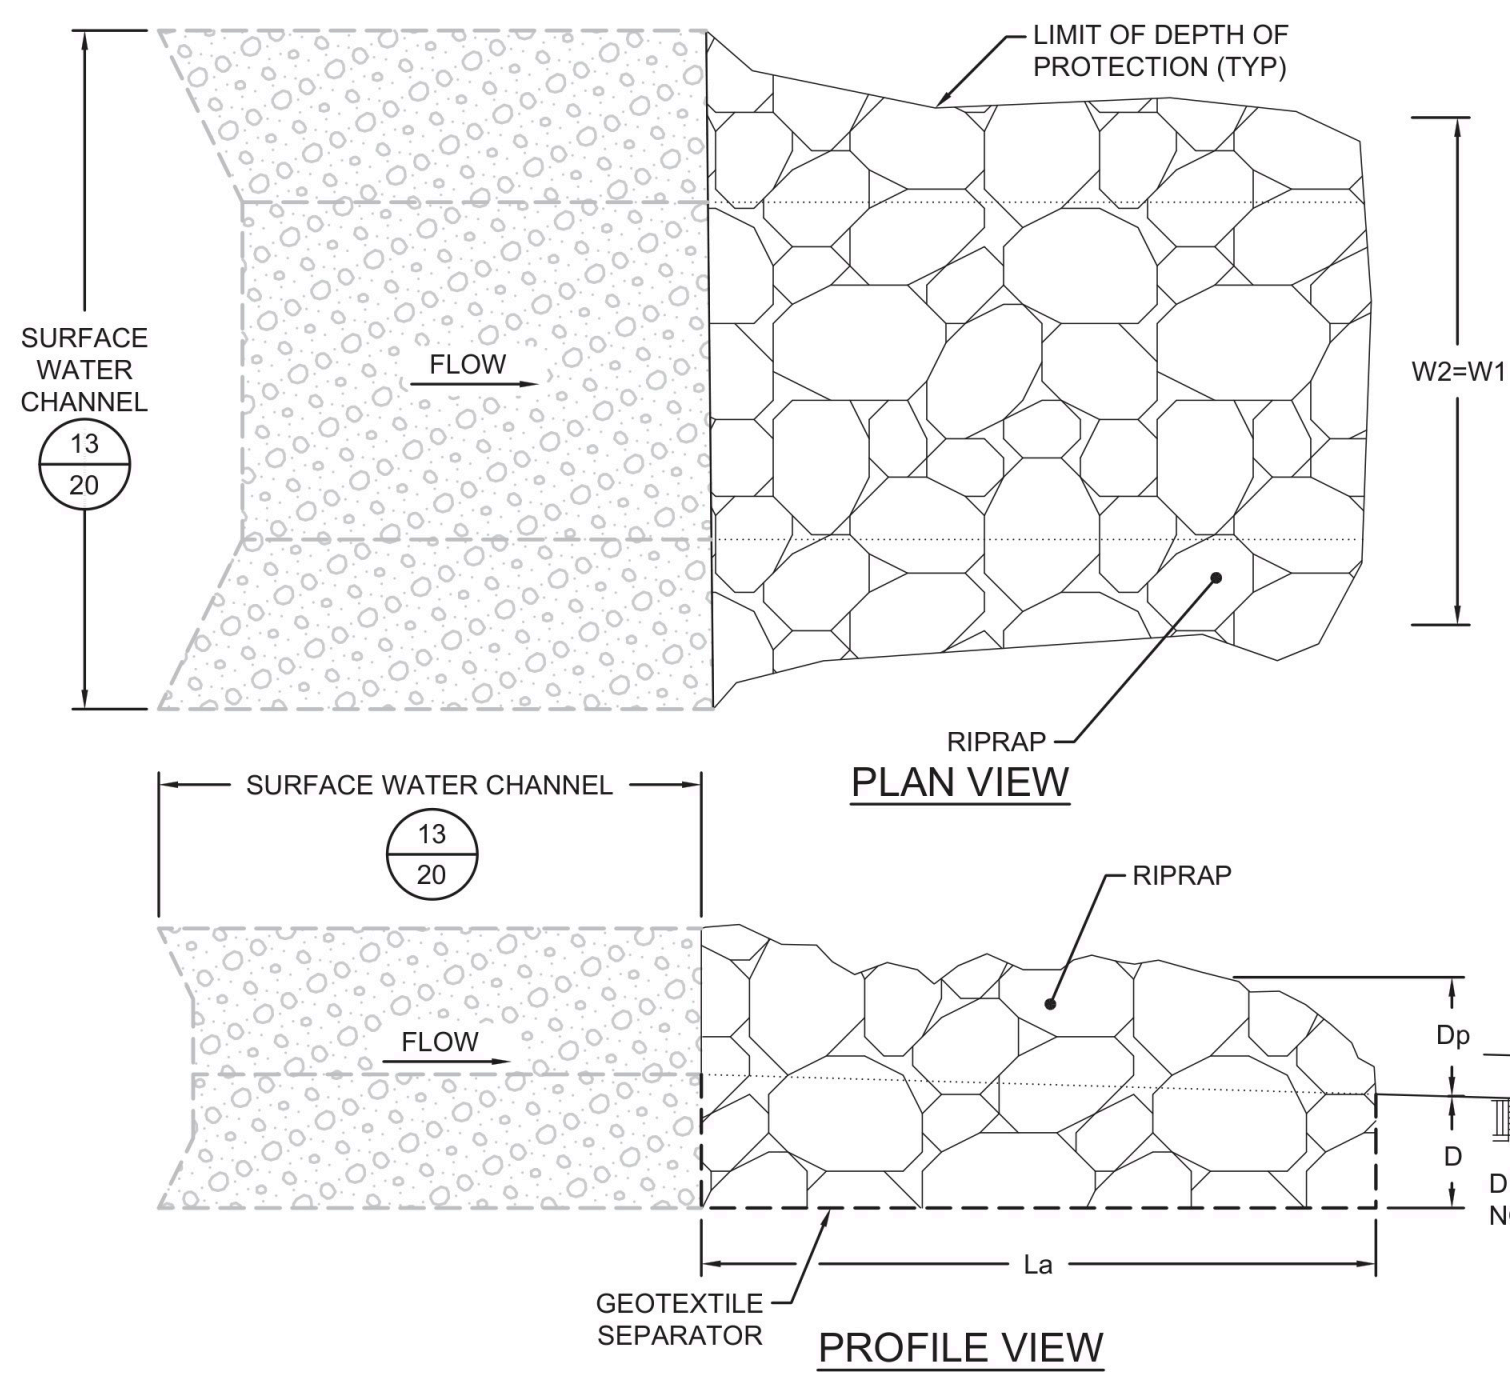 LIMIT OF DEPTH OF
PROTECTION (TYP)
SURFACE
WATER
CHANNEL
13
20
FLOW
W2=W1
RIPRAP
PLAN VIEW
SURFACE WATER CHANNEL
13
20
RIPRAP
FLOW
Dp
D
La
GEOTEXTILE
SEPARATOR
PROFILE VIEW